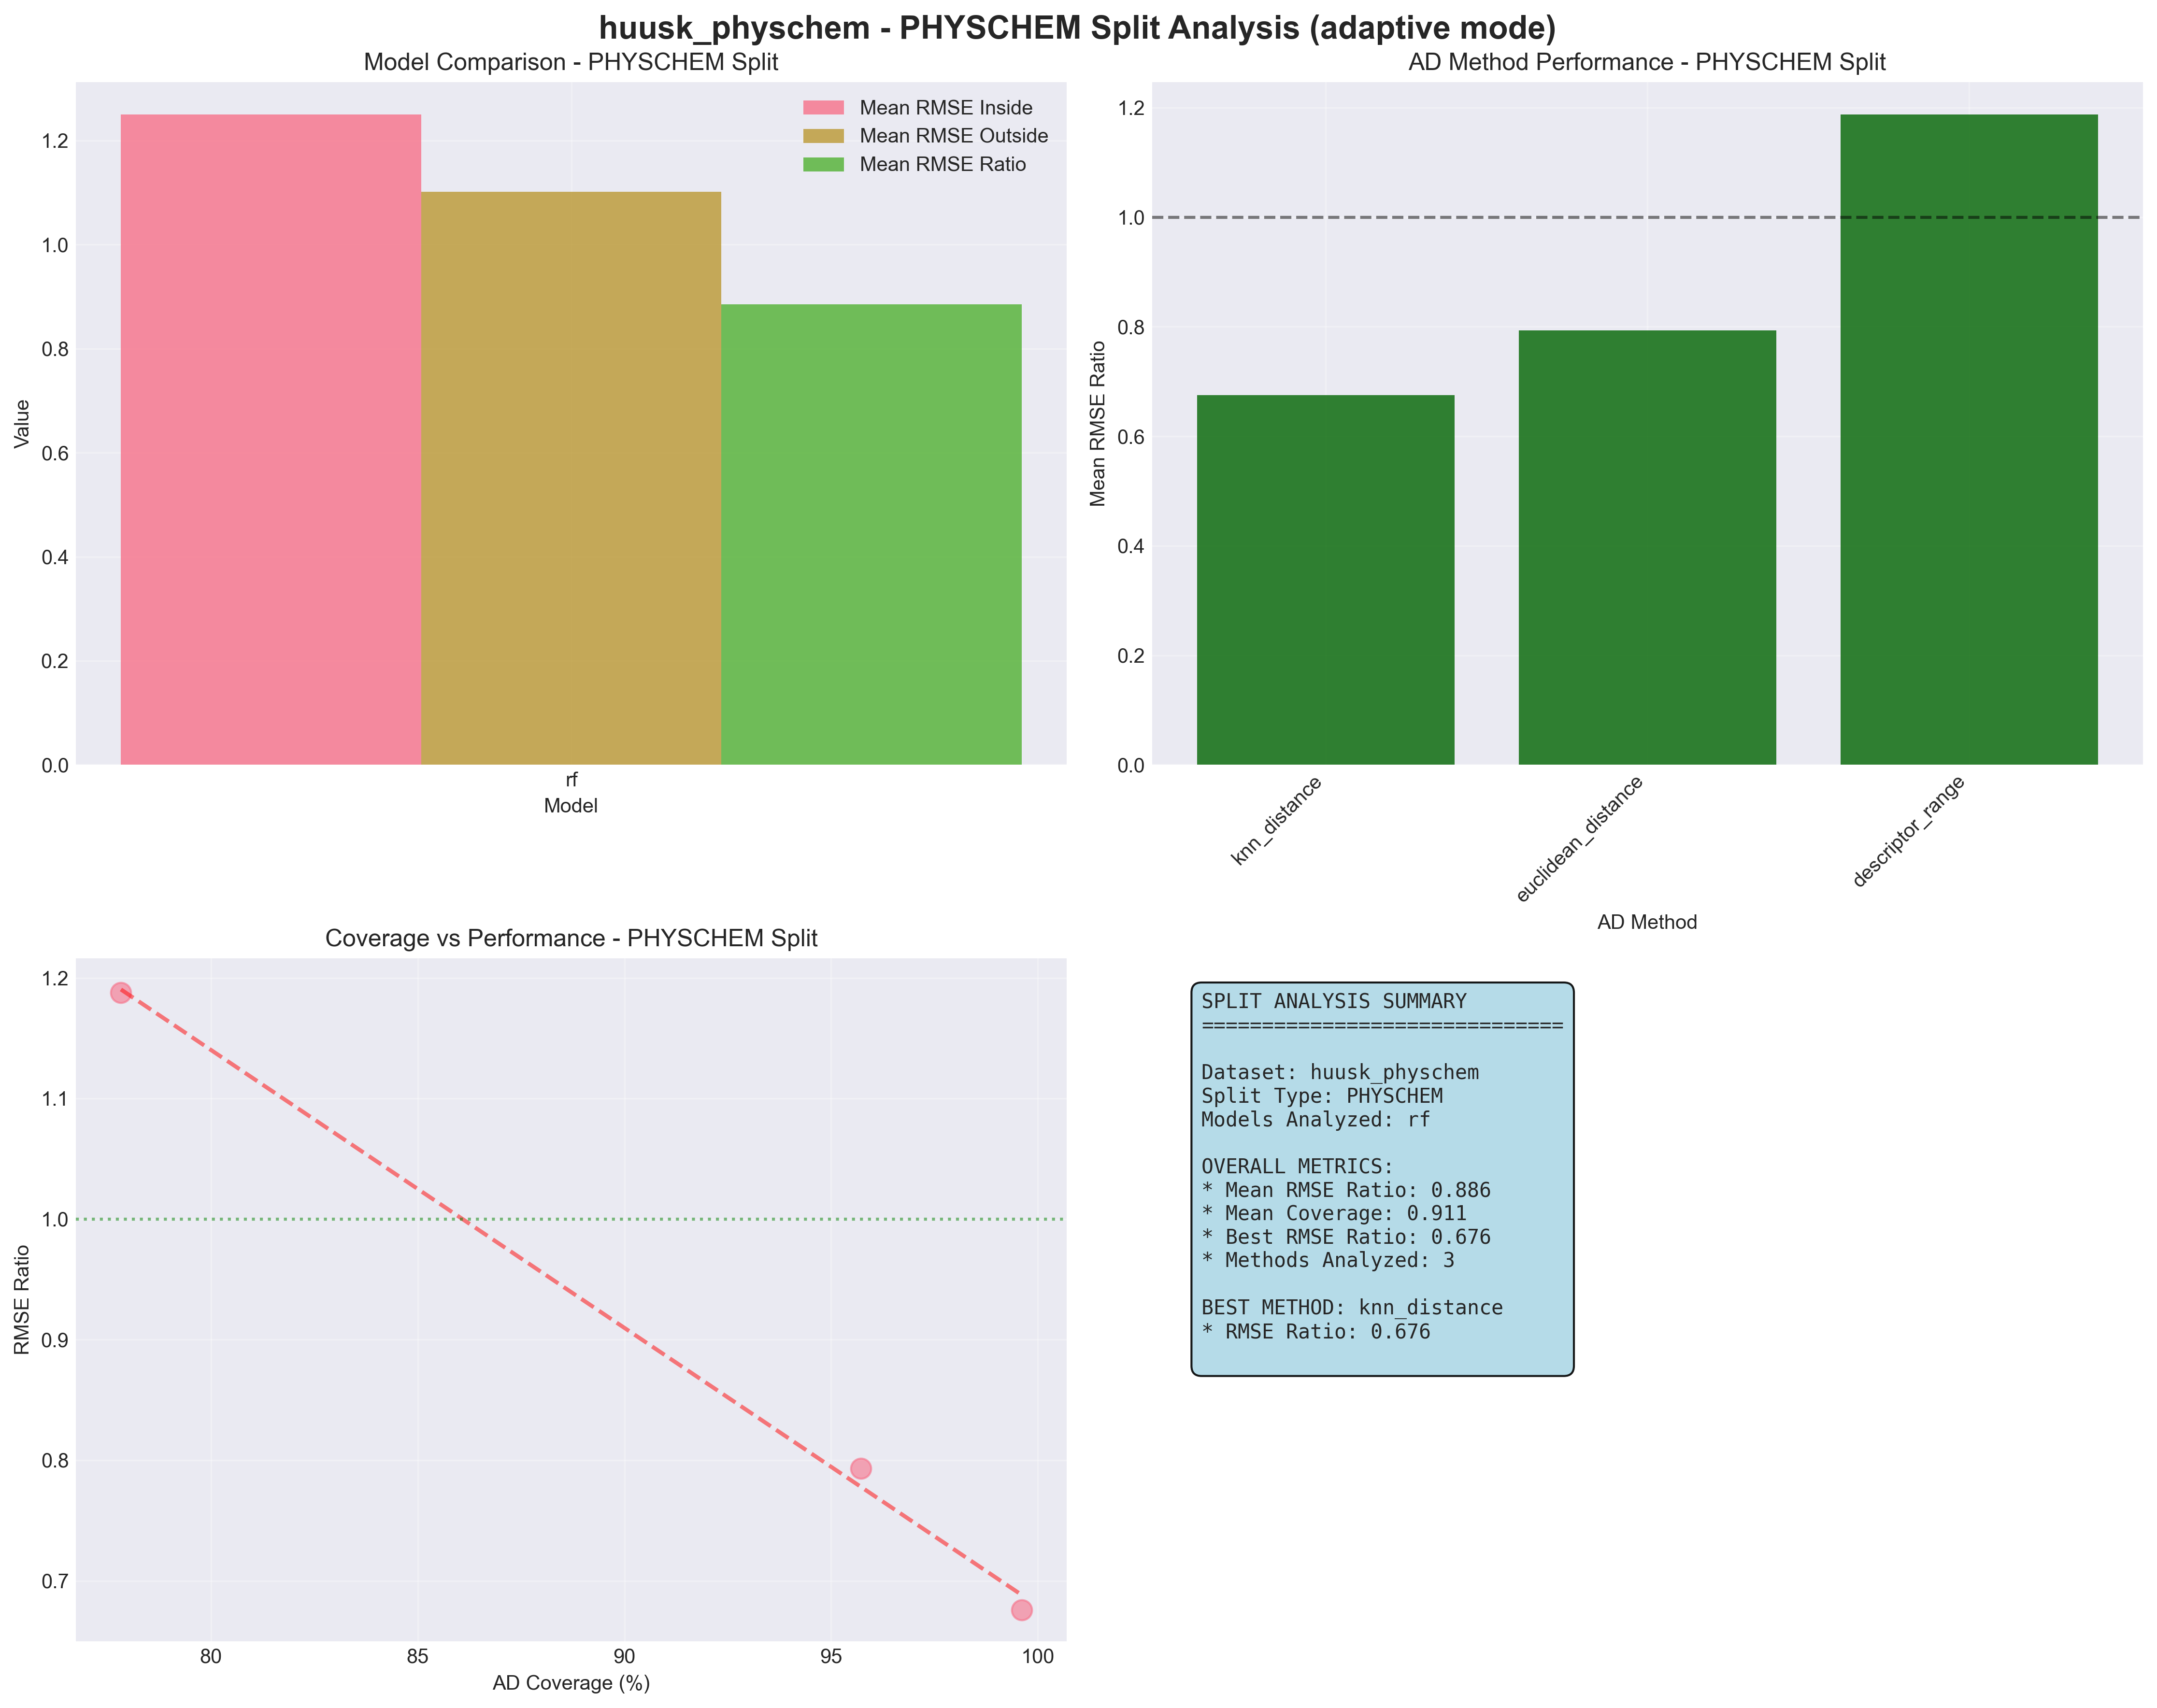 huusk_physchem - PHYSCHEM Split Analysis (adaptive mode)
Model Comparison - PHYSCHEM Split
Mean RMSE Inside
Mean RMSE Outside
Mean RMSE Ratio
1.2
1.0
0.8
0.6
0.4
0.2
0.0
Value
rf
Model
AD Method Performance - PHYSCHEM Split
1.2
1.0
0.8
0.6
0.4
0.2
0.0
Mean RMSE Ratio
knn_distance
euclidean_distance
descriptor_range
AD Method
Coverage vs Performance - PHYSCHEM Split
1.2
1.1
1.0
0.9
0.8
0.7
RMSE Ratio
80
85
90
95
100
AD Coverage (%)
SPLIT ANALYSIS SUMMARY
==============================
Dataset: huusk_physchem
Split Type: PHYSCHEM
Models Analyzed: rf
OVERALL METRICS:
* Mean RMSE Ratio: 0.886
* Mean Coverage: 0.911
* Best RMSE Ratio: 0.676
* Methods Analyzed: 3
BEST METHOD: knn_distance
* RMSE Ratio: 0.676